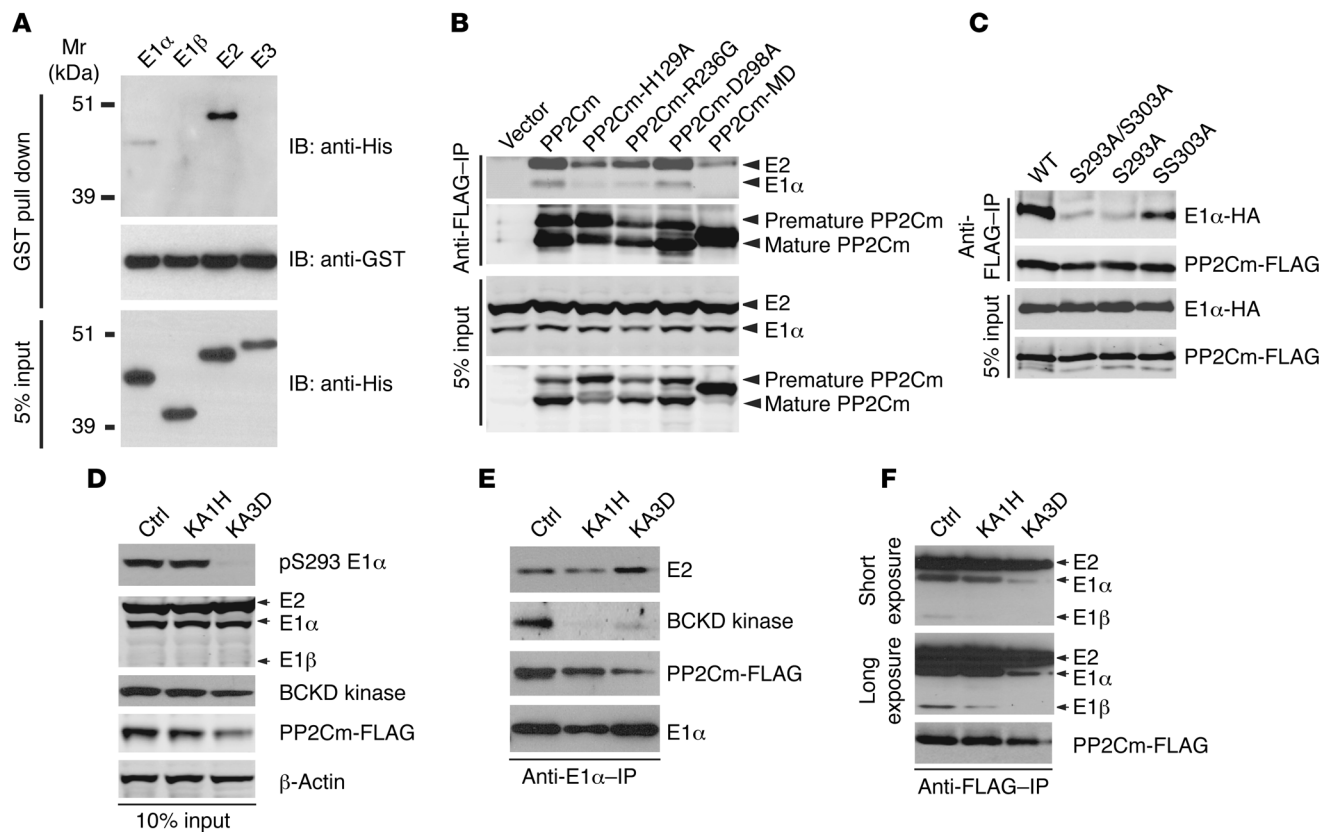 A
Mr
(kDa)
E1α
E1β
E2
E3
GST pull down
51
39
IB: anti-His
IB: anti-GST
5% input
51
39
IB: anti-His
B
Vector
PP2Cm
PP2Cm-H129A
PP2Cm-R236G
PP2Cm-D298A
PP2Cm-MD
Anti-FLAG–IP
E2
E1α
Premature PP2Cm
Mature PP2Cm
5% input
E2
E1α
Premature PP2Cm
Mature PP2Cm
C
WT
S293A/S303A
S293A
SS303A
Anti-
FLAG–IP
E1α-HA
PP2Cm-FLAG
5% input
E1α-HA
PP2Cm-FLAG
D
Ctrl
KA1H
KA3D
pS293 E1α
E2
E1α
E1β
BCKD kinase
PP2Cm-FLAG
β-Actin
10% input
E
Ctrl
KA1H
KA3D
E2
BCKD kinase
PP2Cm-FLAG
E1α
Anti-E1α–IP
F
Ctrl
KA1H
KA3D
Short
exposure
E2
E1α
E1β
Long
exposure
E2
E1α
E1β
PP2Cm-FLAG
Anti-FLAG–IP